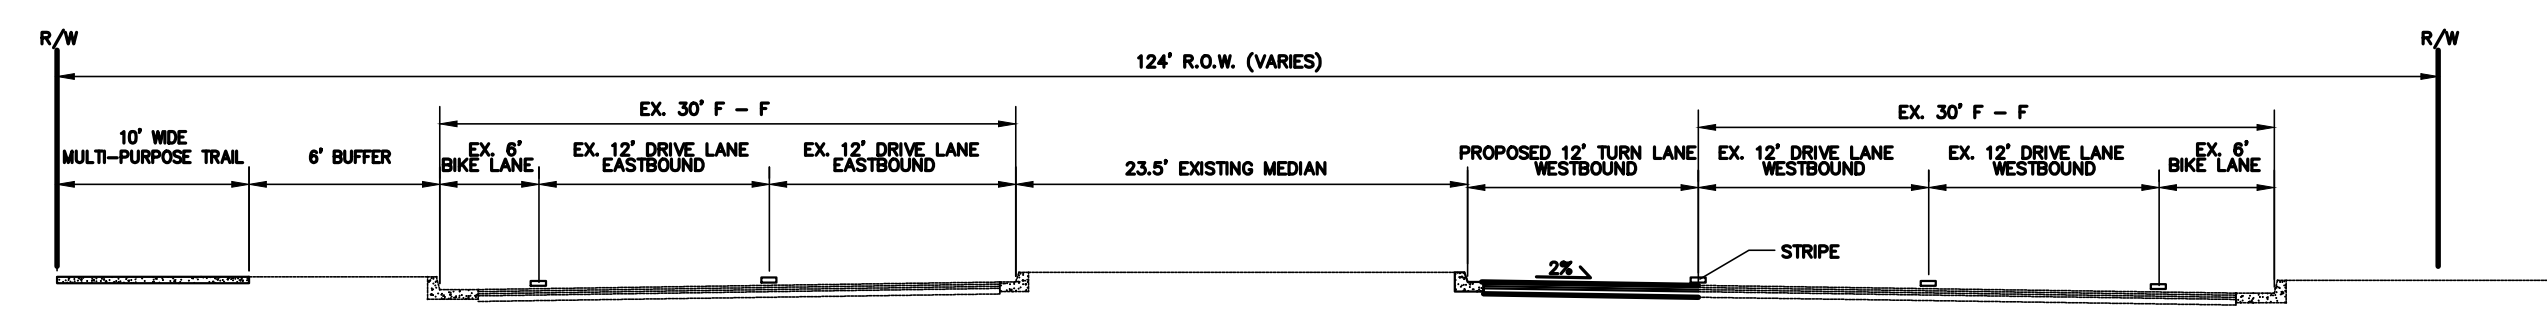 R/W
R/W
124' R.O.W. (VARIES)
EX. 30' F - F
EX. 30' F - F
10' WIDE
MULTI-PURPOSE TRAIL
6' BUFFER
EX. 6'
BIKE LANE
EX. 12' DRIVE LANE
EASTBOUND
EX. 12' DRIVE LANE
EASTBOUND
23.5' EXISTING MEDIAN
PROPOSED 12' TURN LANE
WESTBOUND
EX. 12' DRIVE LANE
WESTBOUND
EX. 12' DRIVE LANE
WESTBOUND
EX. 6'
BIKE LANE
STRIPE
2%